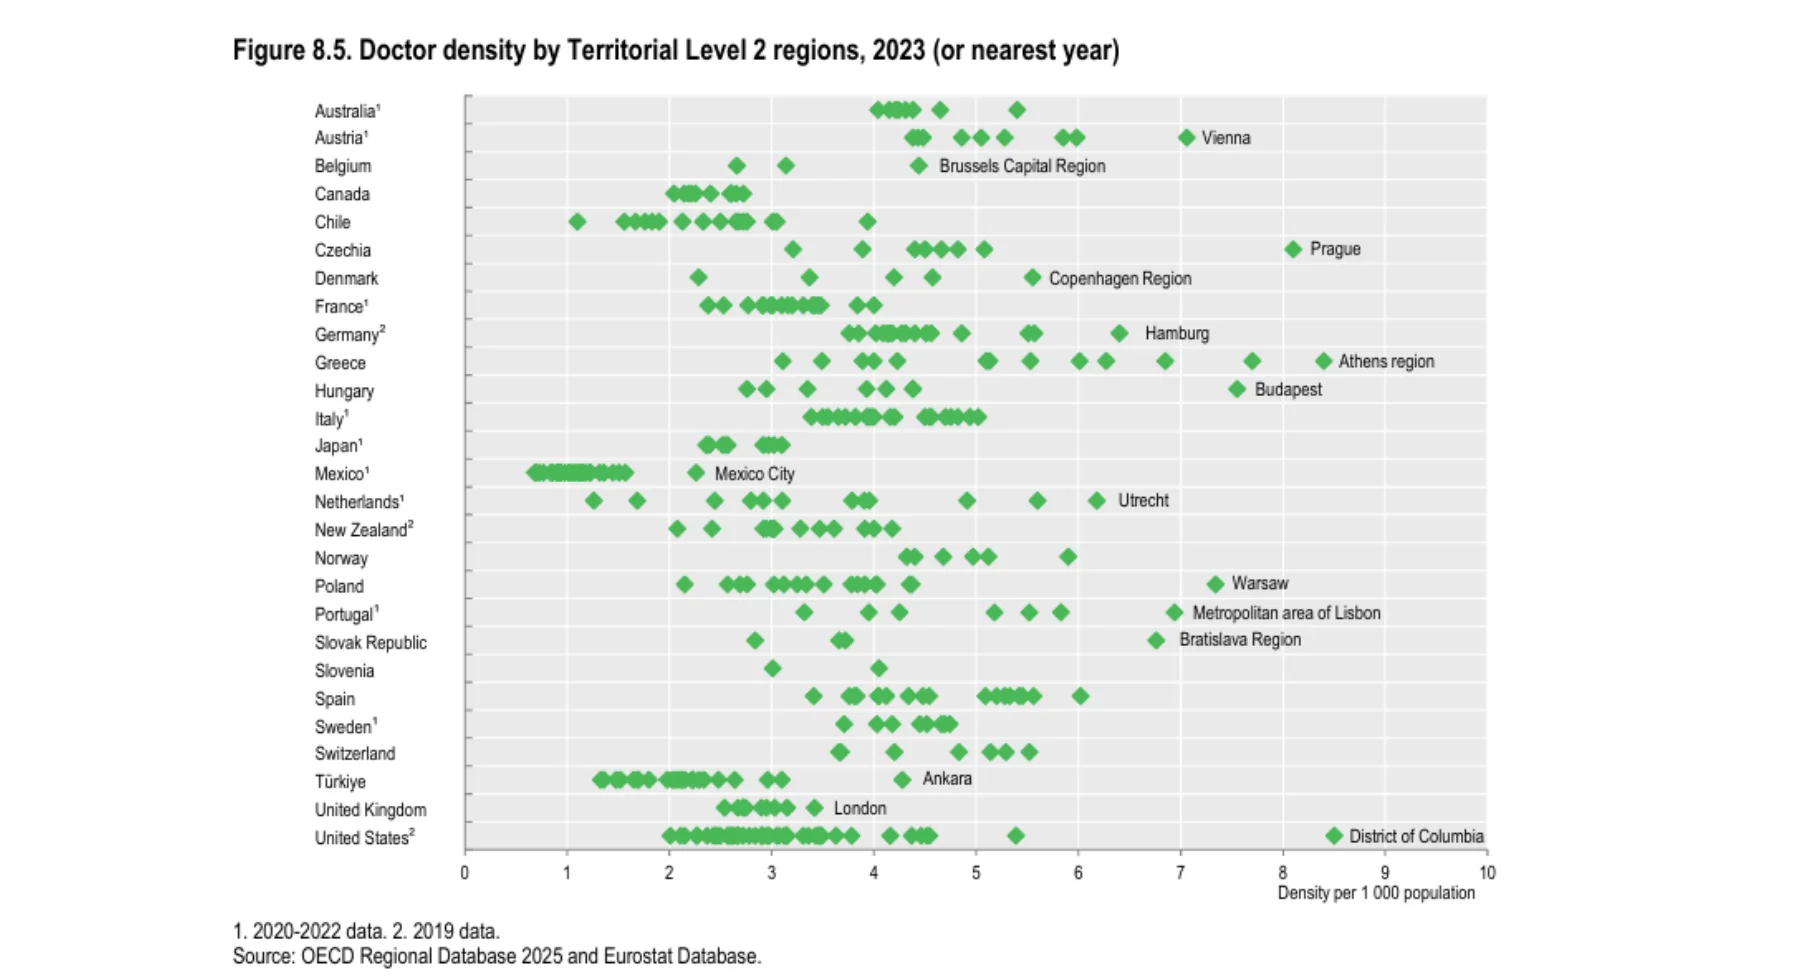 Figure 8.5. Doctor density by Territorial Level 2 regions, 2023 (or nearest year)
Australia¹
Austria¹ Vienna
Belgium Brussels Capital Region
Canada
Chile
Czechia Prague
Denmark Copenhagen Region
France¹
Germany² Hamburg
Greece Athens region
Hungary Budapest
Italy¹
Japan¹
Mexico¹ Mexico City
Netherlands¹ Utrecht
New Zealand²
Norway
Poland Warsaw
Portugal¹ Metropolitan area of Lisbon
Slovak Republic Bratislava Region
Slovenia
Spain
Sweden¹
Switzerland
Türkiye Ankara
United Kingdom London
United States² District of Columbia
0 1 2 3 4 5 6 7 8 9 10
Density per 1 000 population
1. 2020-2022 data. 2. 2019 data.
Source: OECD Regional Database 2025 and Eurostat Database.